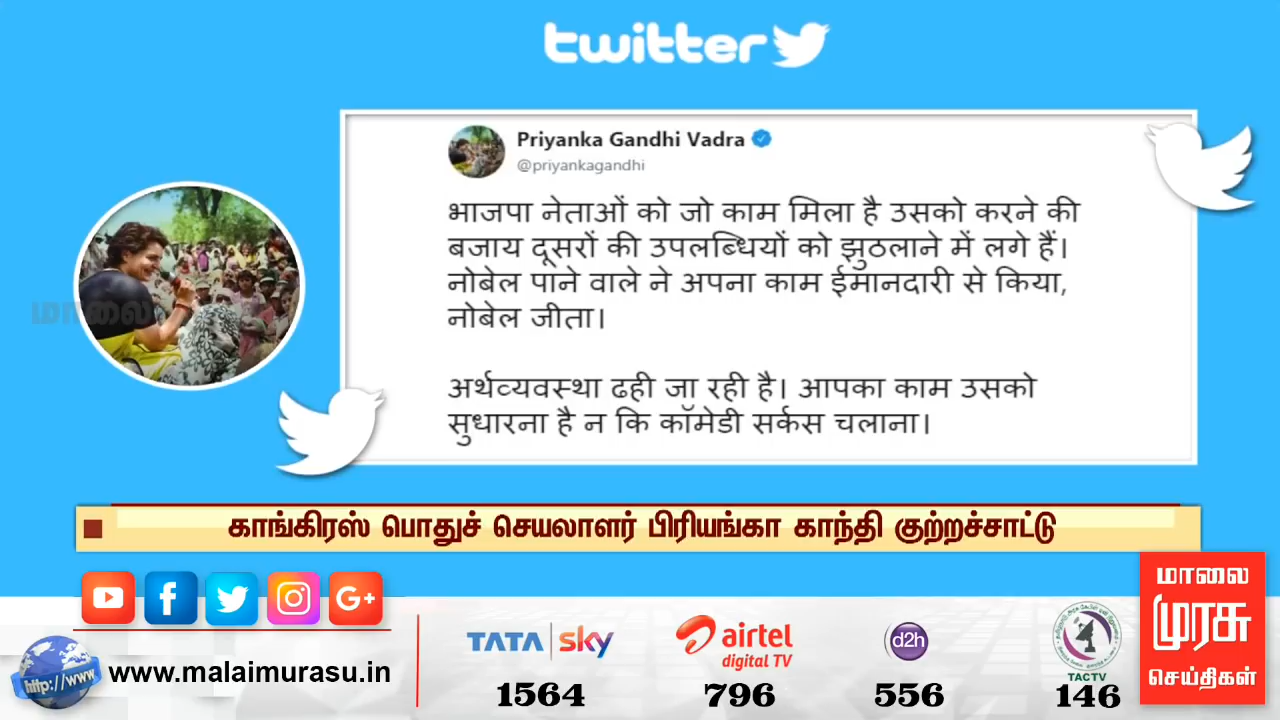 twitter
Priyanka Gandhi Vadra
@priyankagandhi
भाजपा नेताओं को जो काम मिला है उसको करने की
बजाय दूसरों की उपलब्धियों को झुठलाने में लगे हैं।
नोबेल पाने वाले ने अपना काम ईमानदारी से किया,
नोबेल जीता।
अर्थव्यवस्था ढही जा रही है। आपका काम उसको
सुधारना है न कि कॉमेडी सर्कस चलाना।
மாலை
காங்கிரஸ் பொதுச் செயலாளர் பிரியங்கா காந்தி குற்றச்சாட்டு
G+
http://www
www.malaimurasu.in
TATA sky
1564
airtel
digital TV
796
d2h
556
TACTV
146
மாலை
முரசு
செய்திகள்